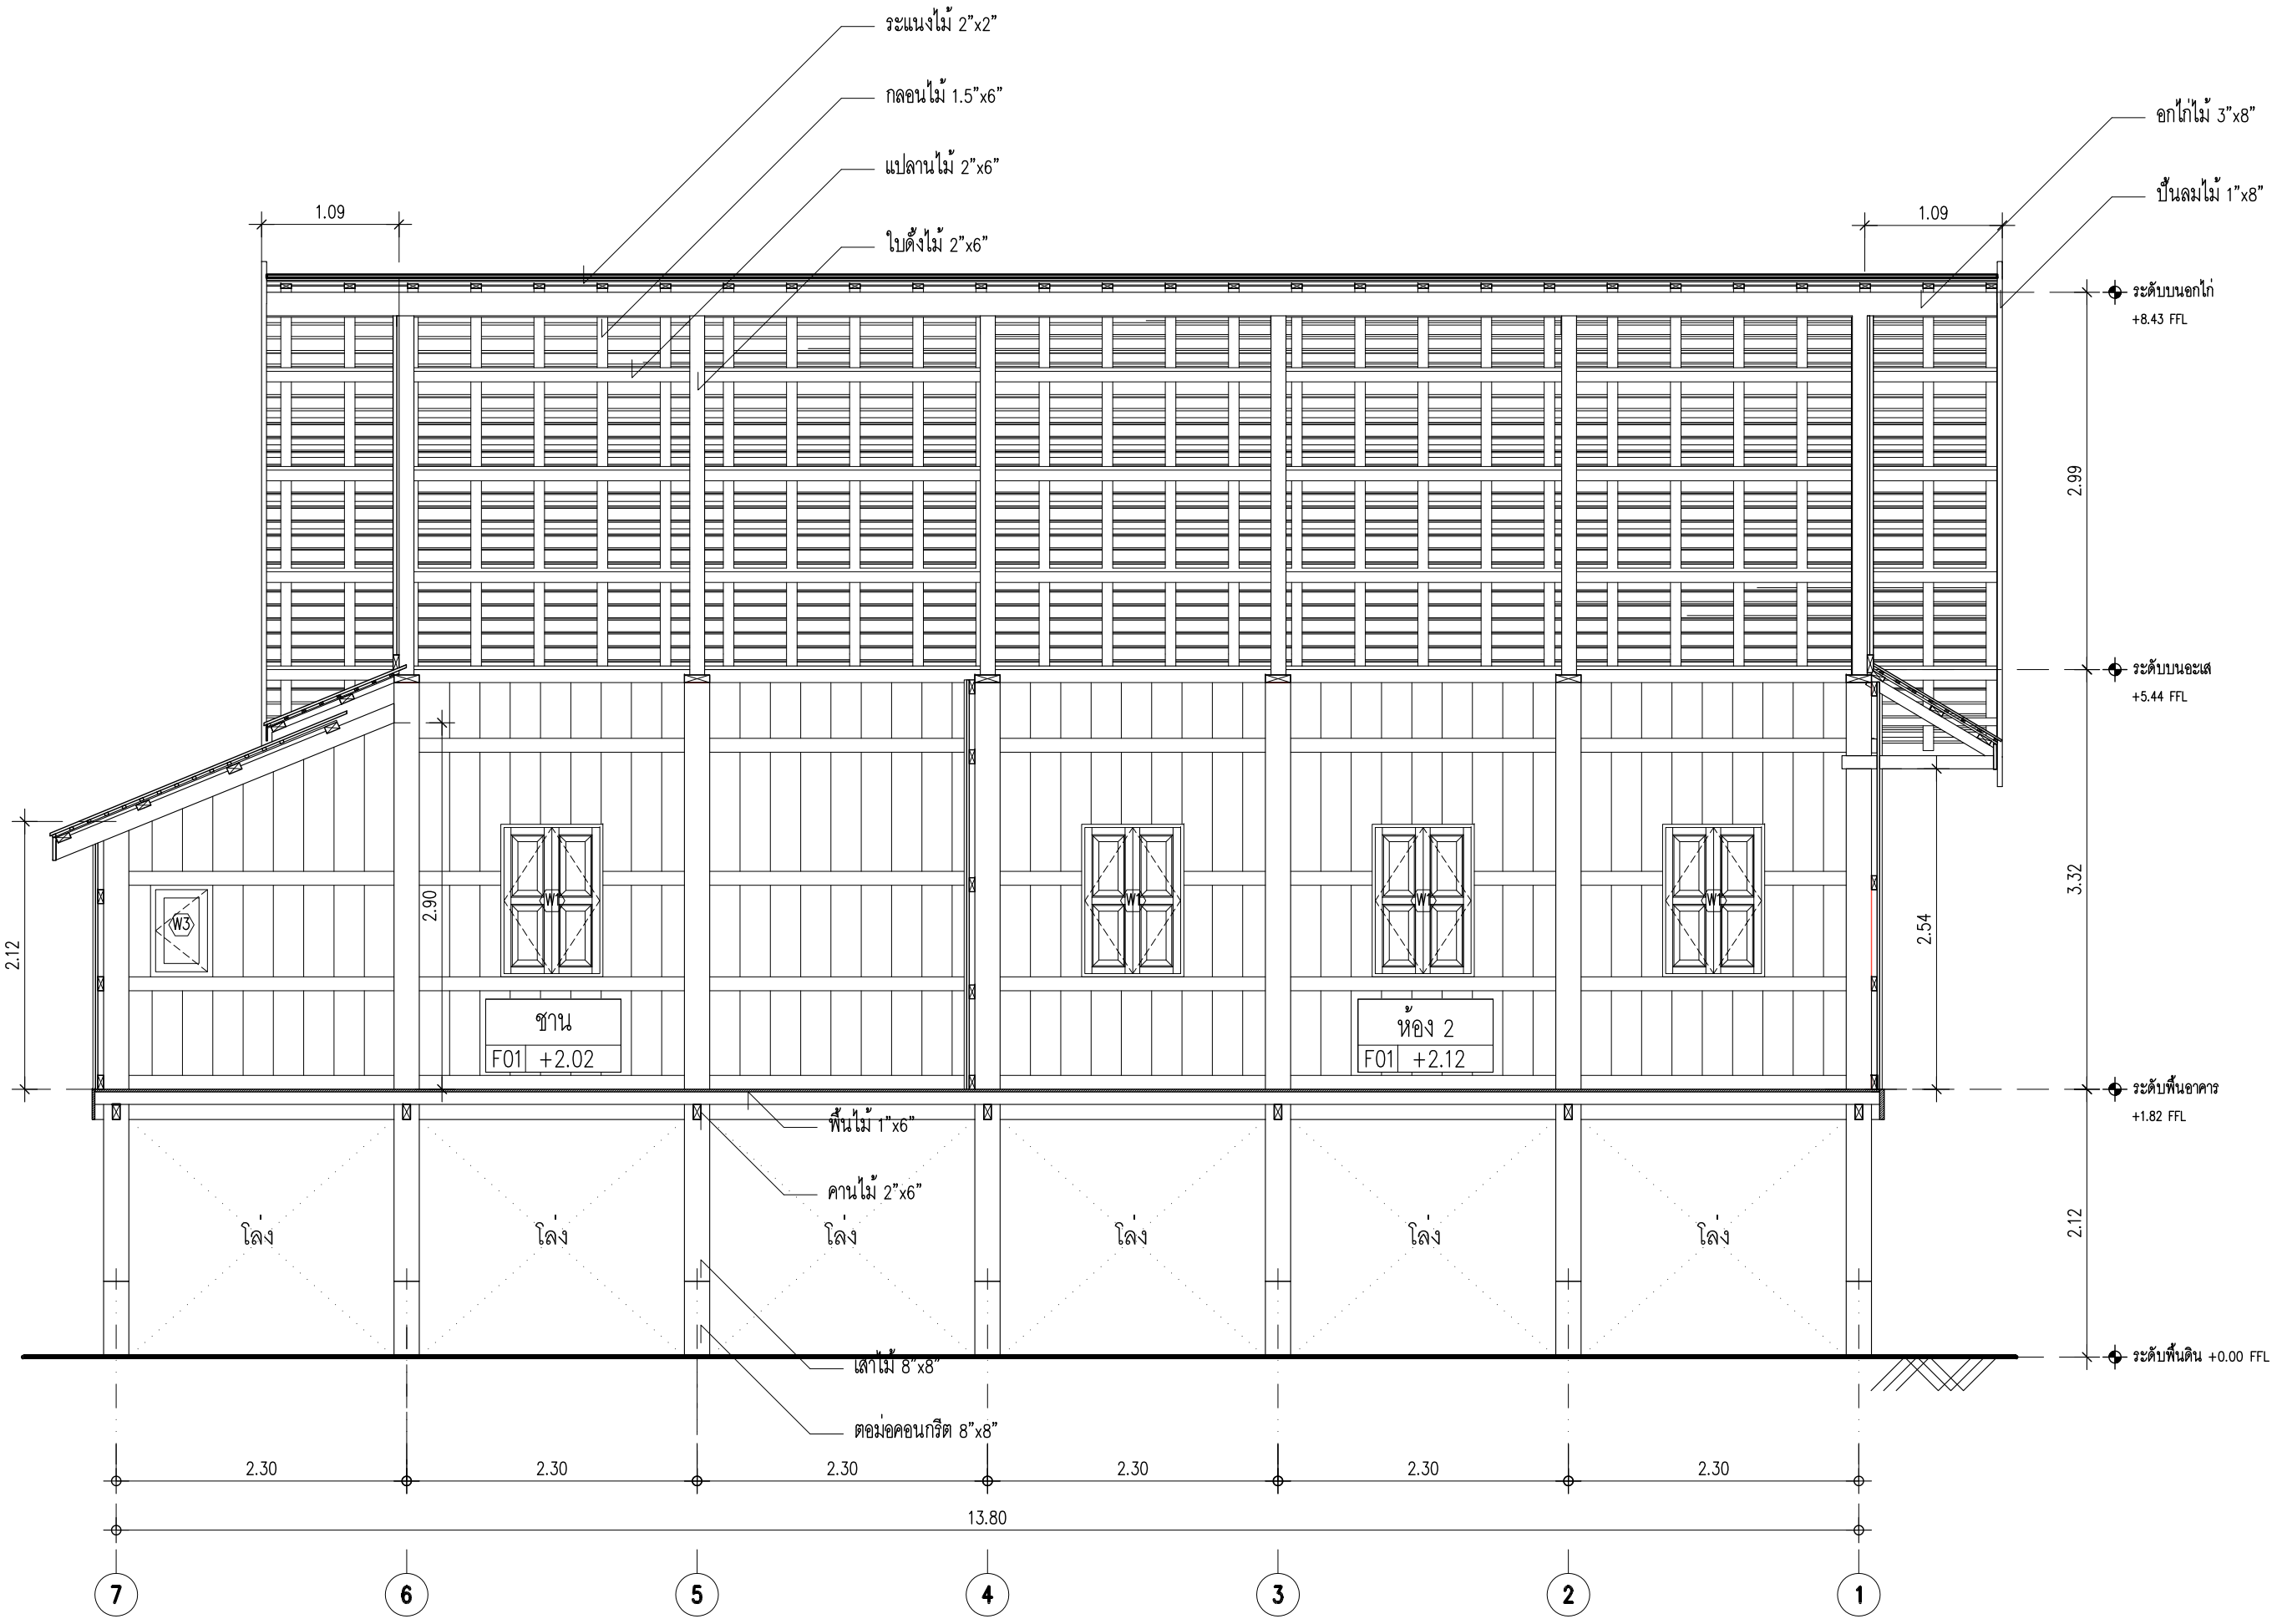 ระแนงไม้ 2"x2"
กลอนไม้ 1.5"x6"
แปลานไม้ 2"x6"
ใบดั้งไม้ 2"x6"
อกไก่ไม้ 3"x8"
ปั้นลมไม้ 1"x8"
1.09
1.09
ระดับบนอกไก่
+8.43 FFL
2.99
ระดับบนอะเส
+5.44 FFL
2.12
2.90
2.54
3.32
W3
W1
W1
W1
W1
ชาน
F01 +2.02
ห้อง 2
F01 +2.12
ระดับพื้นอาคาร
+1.82 FFL
พื้นไม้ 1"x6"
คานไม้ 2"x6"
โล่ง
โล่ง
โล่ง
โล่ง
โล่ง
โล่ง
2.12
ระดับพื้นดิน +0.00 FFL
เสาไม้ 8"x8"
ตอม่อคอนกรีต 8"x8"
2.30
2.30
2.30
2.30
2.30
2.30
13.80
7
6
5
4
3
2
1